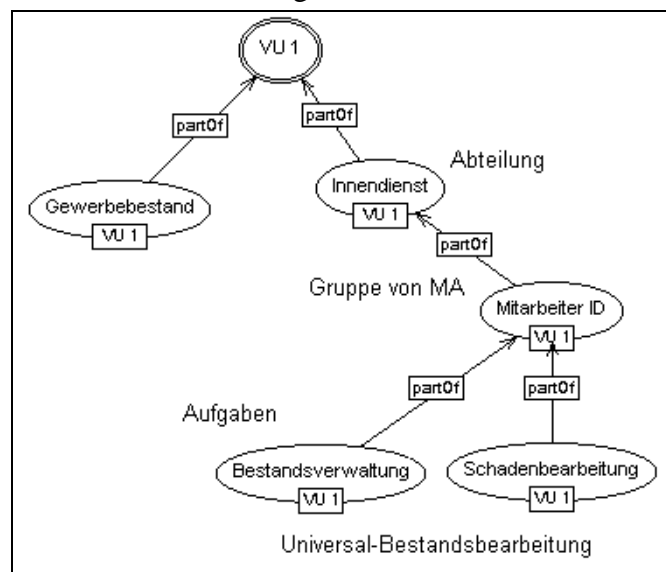 VU 1
partOf
partOf
Abteilung
Gewerbebestand
VU 1
Innendienst
VU 1
partOf
Gruppe von MA
Mitarbeiter ID
VU 1
partOf
partOf
Aufgaben
Bestandsverwaltung
VU 1
Schadenbearbeitung
VU 1
Universal-Bestandsbearbeitung